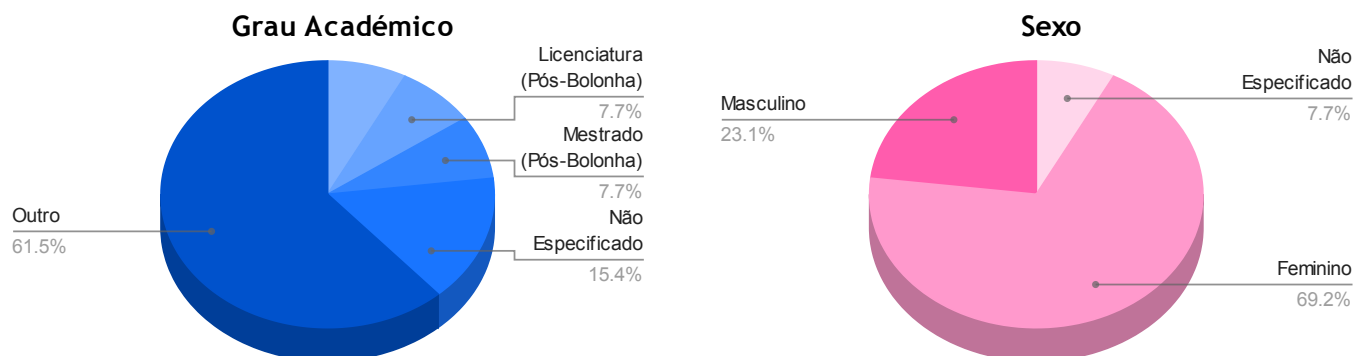 Grau Académico
Licenciatura
(Pós-Bolonha)
7.7%
Mestrado
(Pós-Bolonha)
7.7%
Não
Especificado
15.4%
Outro
61.5%
Sexo
Não
Especificado
7.7%
Masculino
23.1%
Feminino
69.2%